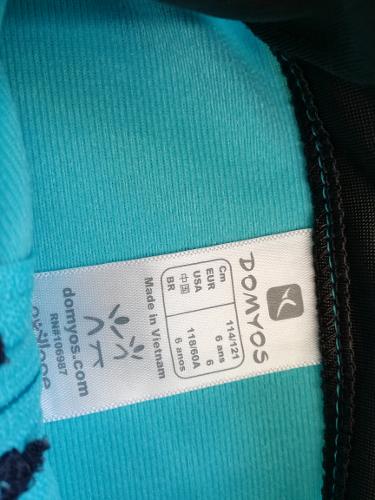 DOMYOS
Cm 114/121
EUR 6 ans
USA 6
中国 118/60A
BR 6 anos
Made in Vietnam
domyos.com
RN#106987